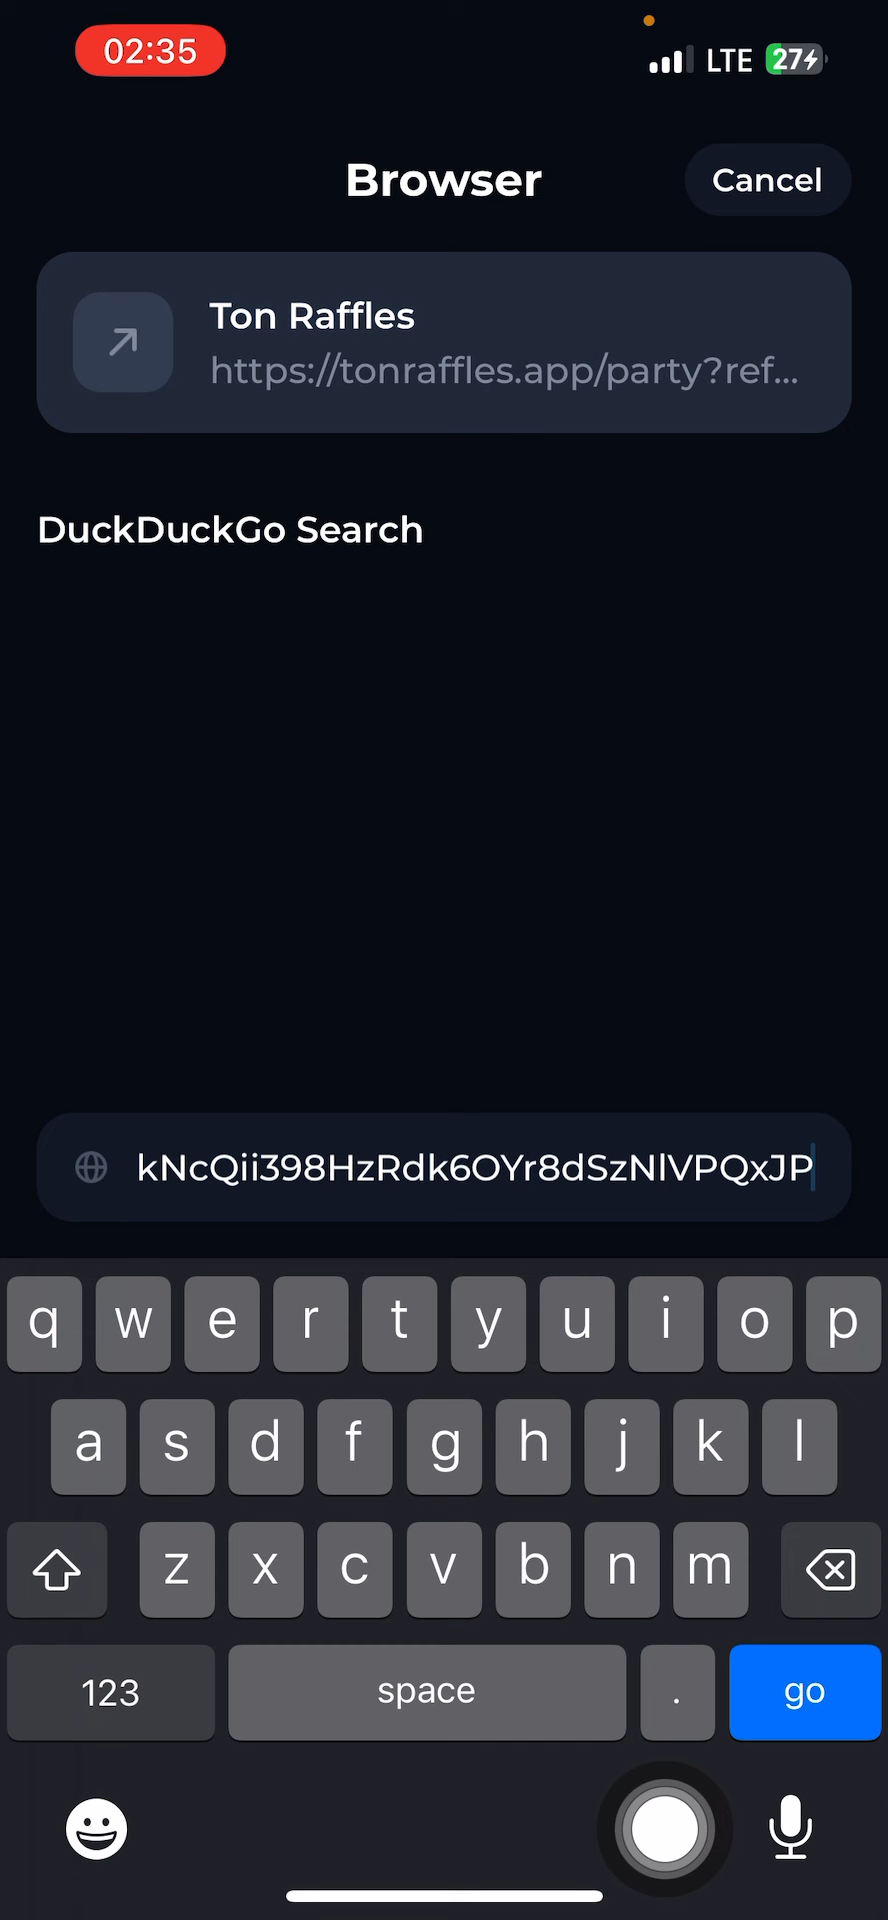 02:35
LTE 27
Browser
Cancel
Ton Raffles
https://tonraffles.app/party?ref...
DuckDuckGo Search
kNcQii398HzRdk6OYr8dSzNlVPQxJP
q w e r t y u i o p
a s d f g h j k l
z x c v b n m
123 space . go